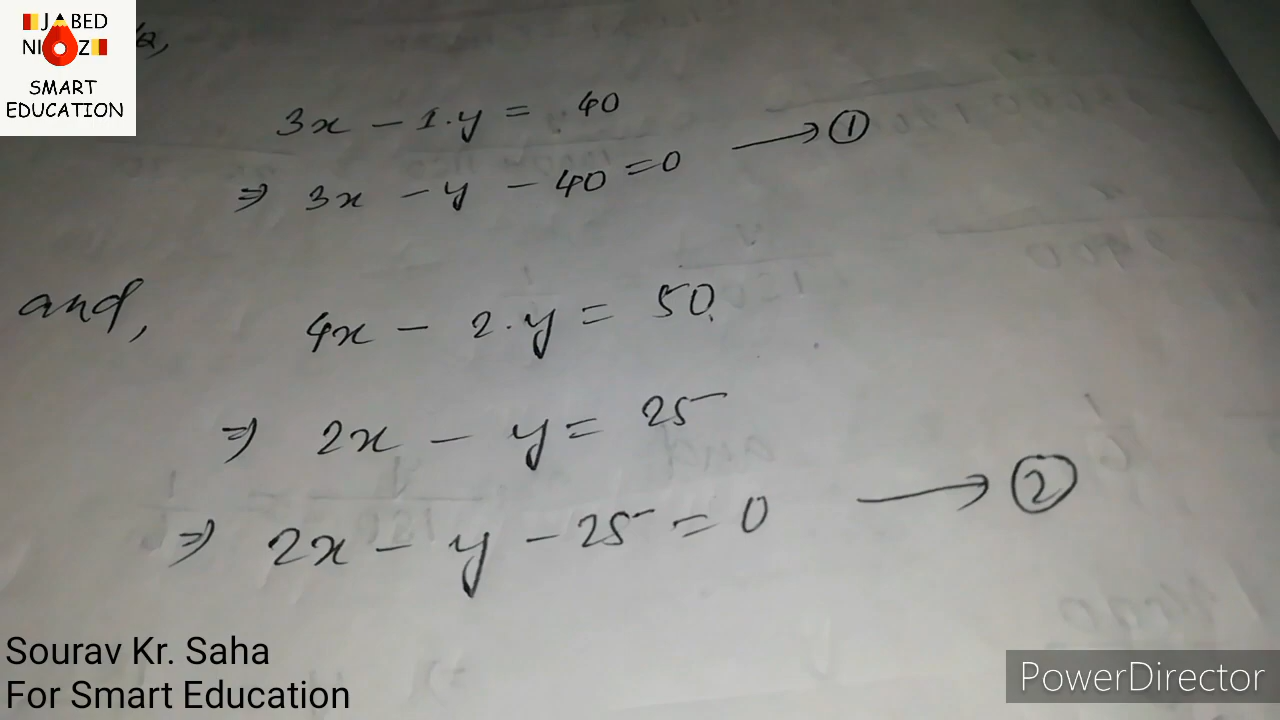 JABED
NIOZ
SMART
EDUCATION
3x - 1.y = 40
⇒ 3x - y - 40 = 0 ⟶ ①
and,
4x - 2.y = 50
⇒ 2x - y = 25
⇒ 2x - y - 25 = 0 ⟶ ②
Sourav Kr. Saha
For Smart Education
PowerDirector